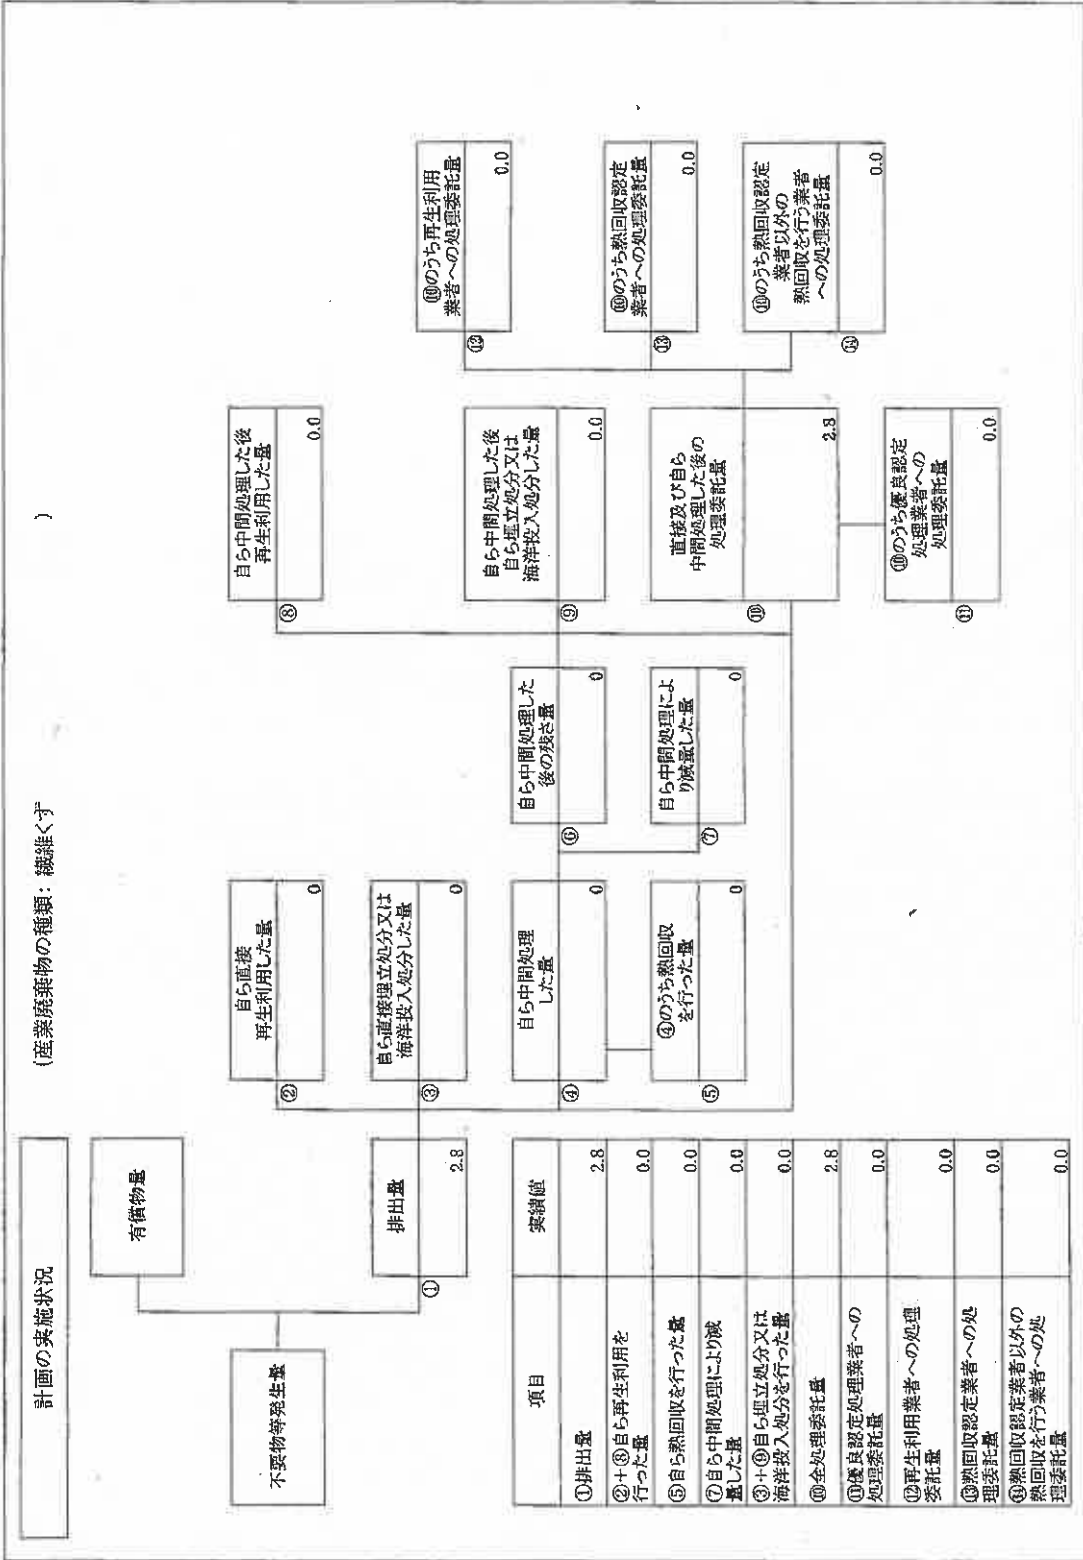 計画の実施状況
(産業廃棄物の種類: 繊維くず
)
不要物等発生量
有償物量
①
排出量
2.8
②
自ら直接
再生利用した量
0
③
自ら直接埋立処分又は
海洋投入処分した量
0
④
自ら中間処理
した量
0
⑤
④のうち熱回収
を行った量
0
⑥
自ら中間処理した
後の残さ量
0
⑦
自ら中間処理によ
り減量した量
0
⑧
自ら中間処理した後
再生利用した量
0.0
⑨
自ら中間処理した後
自ら埋立処分又は
海洋投入処分した量
0.0
⑩
直接及び自ら
中間処理した後の
処理委託量
2.8
⑪
⑩のうち優良認定
処理業者への
処理委託量
0.0
⑫
⑩のうち再生利用
業者への処理委託量
0.0
⑬
⑩のうち熱回収認定
業者への処理委託量
0.0
⑭
⑩のうち熱回収認定
業者以外の
熱回収を行う業者
への処理委託量
0.0
項目 実績値
①排出量 2.8
②+⑧自ら再生利用を
行った量 0.0
⑤自ら熱回収を行った量 0.0
⑦自ら中間処理により減
量した量 0.0
③+⑨自ら埋立処分又は
海洋投入処分を行った量 0.0
⑩全処理委託量 2.8
⑪優良認定処理業者への
処理委託量 0.0
⑫再生利用業者への処理
委託量 0.0
⑬熱回収認定業者への処
理委託量 0.0
⑭熱回収認定業者以外の
熱回収を行う業者への処
理委託量 0.0